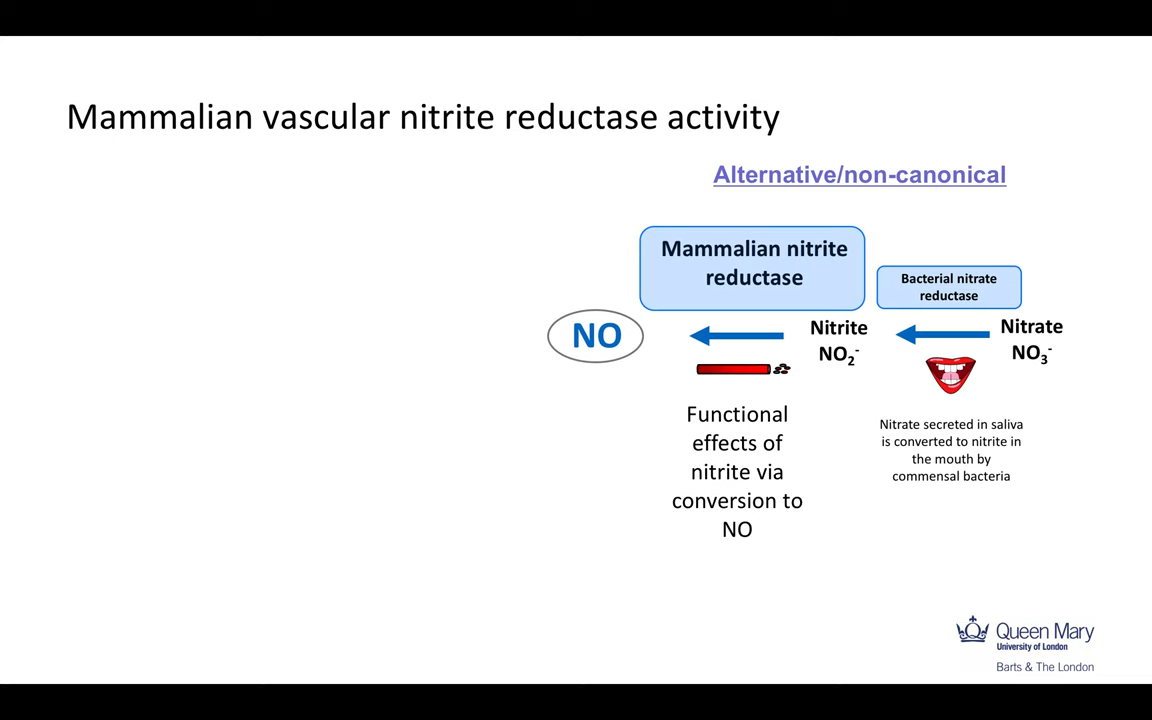 Mammalian vascular nitrite reductase activity
Alternative/non-canonical
Mammalian nitrite
reductase
Bacterial nitrate
reductase
NO
Nitrite
NO₂⁻
Nitrate
NO₃⁻
Functional
effects of
nitrite via
conversion to
NO
Nitrate secreted in saliva
is converted to nitrite in
the mouth by
commensal bacteria
Queen Mary
University of London
Barts & The London